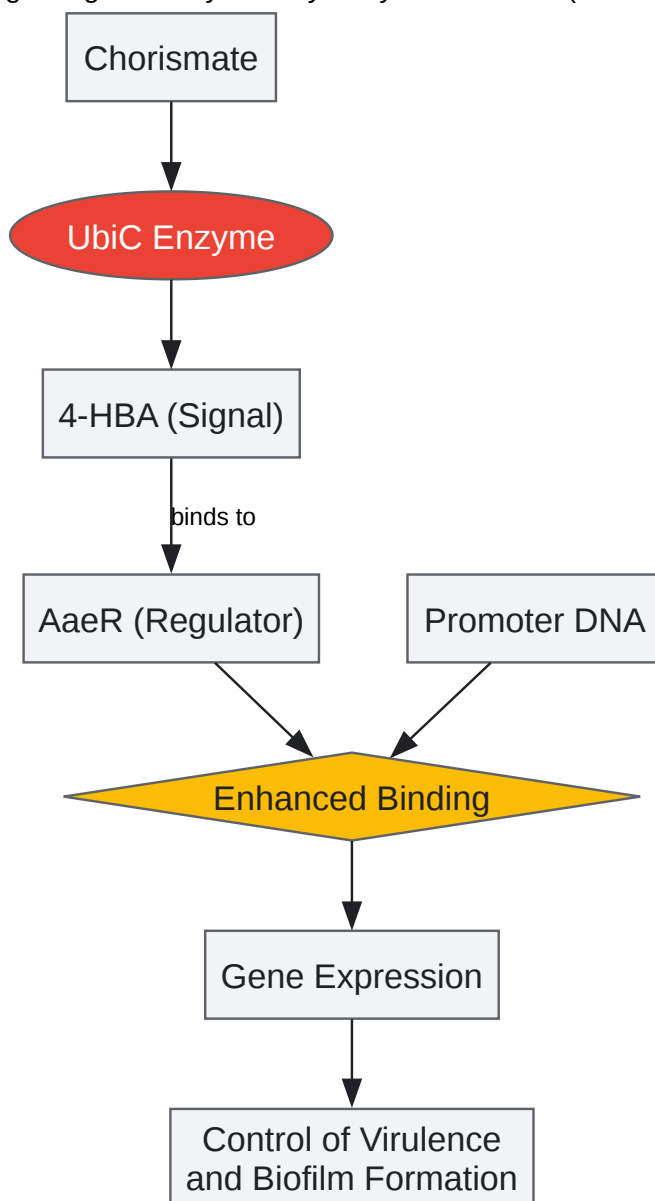 Chorismate
UbiC Enzyme
4-HBA (Signal)
binds to
AaeR (Regulator)
Promoter DNA
Enhanced Binding
Gene Expression
Control of Virulence
and Biofilm Formation